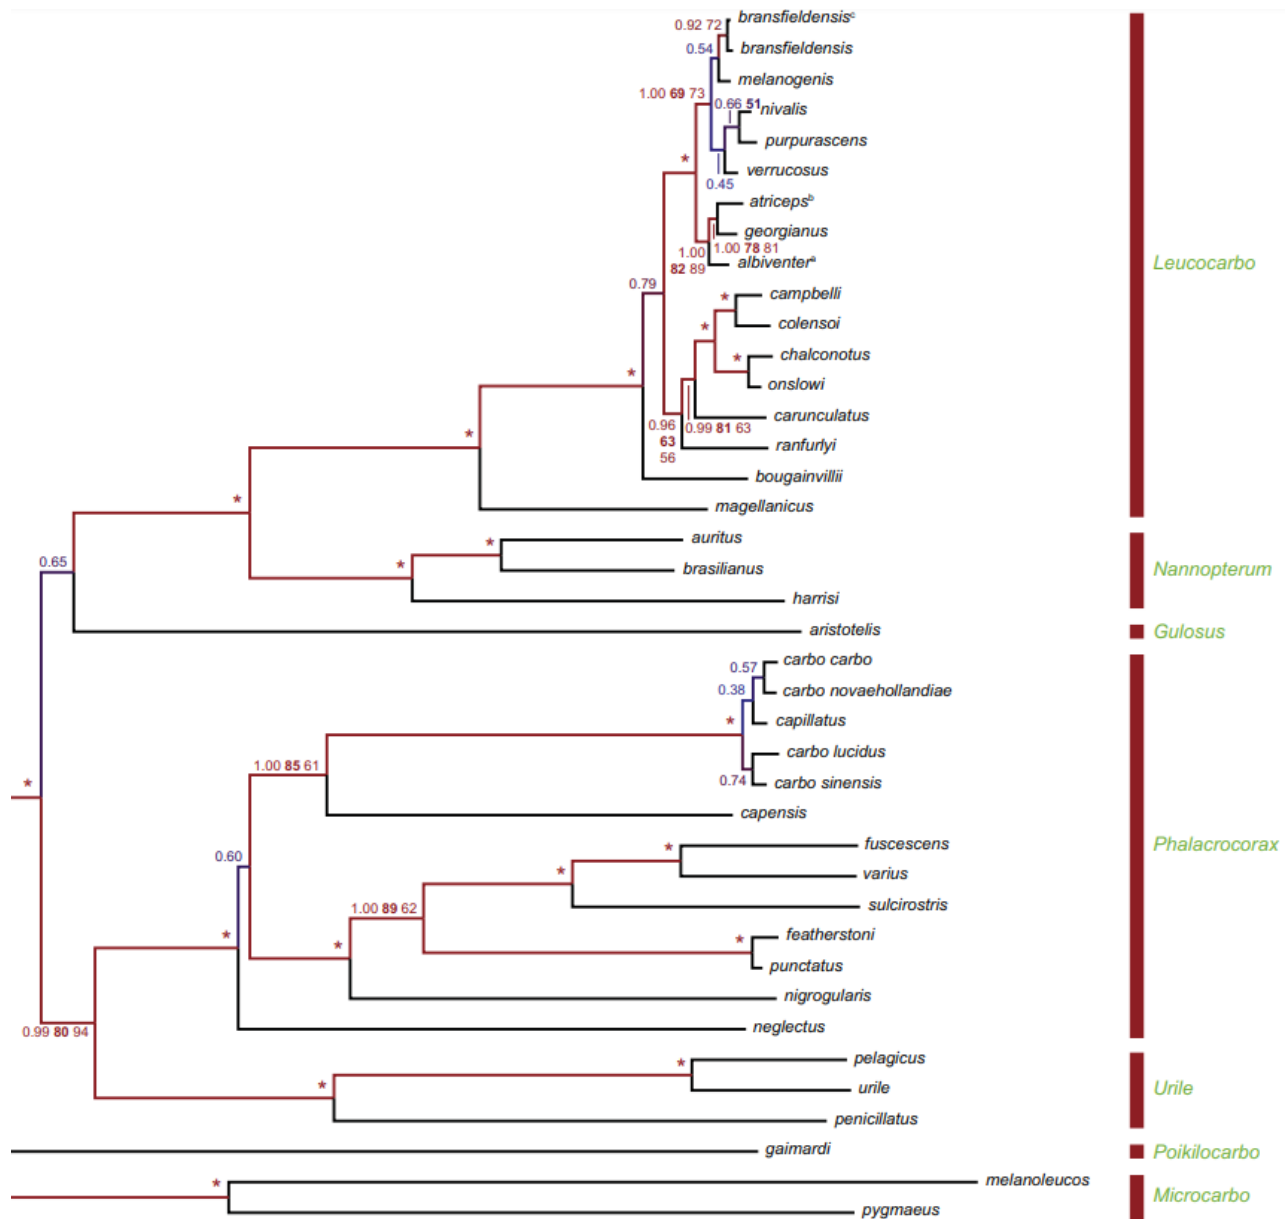 bransfieldensisᶜ
0.92 72
bransfieldensis
0.54
melanogenis
1.00 69 73
0.66 51
nivalis
purpurascens
*
verrucosus
0.45
atricepsᵇ
georgianus
1.00 78 81
1.00
82 89
albiventerᵃ
Leucocarbo
0.79
*
campbelli
*
colensoi
*
chalconotus
*
onslowi
carunculatus
0.99 81 63
0.96
63
56
ranfurlyi
*
bougainvillii
*
magellanicus
*
auritus
*
brasilianus
*
Nannopterum
harrisi
0.65
aristotelis
Gulosus
carbo carbo
0.57
0.38
carbo novaehollandiae
*
capillatus
carbo lucidus
0.74
carbo sinensis
1.00 85 61
*
capensis
fuscescens
*
Phalacrocorax
0.60
*
varius
sulcirostris
1.00 89 62
featherstoni
*
*
*
punctatus
nigrogularis
neglectus
0.99 80 94
pelagicus
*
*
urile
Urile
penicillatus
gaimardi
Poikilocarbo
melanoleucos
*
Microcarbo
pygmaeus